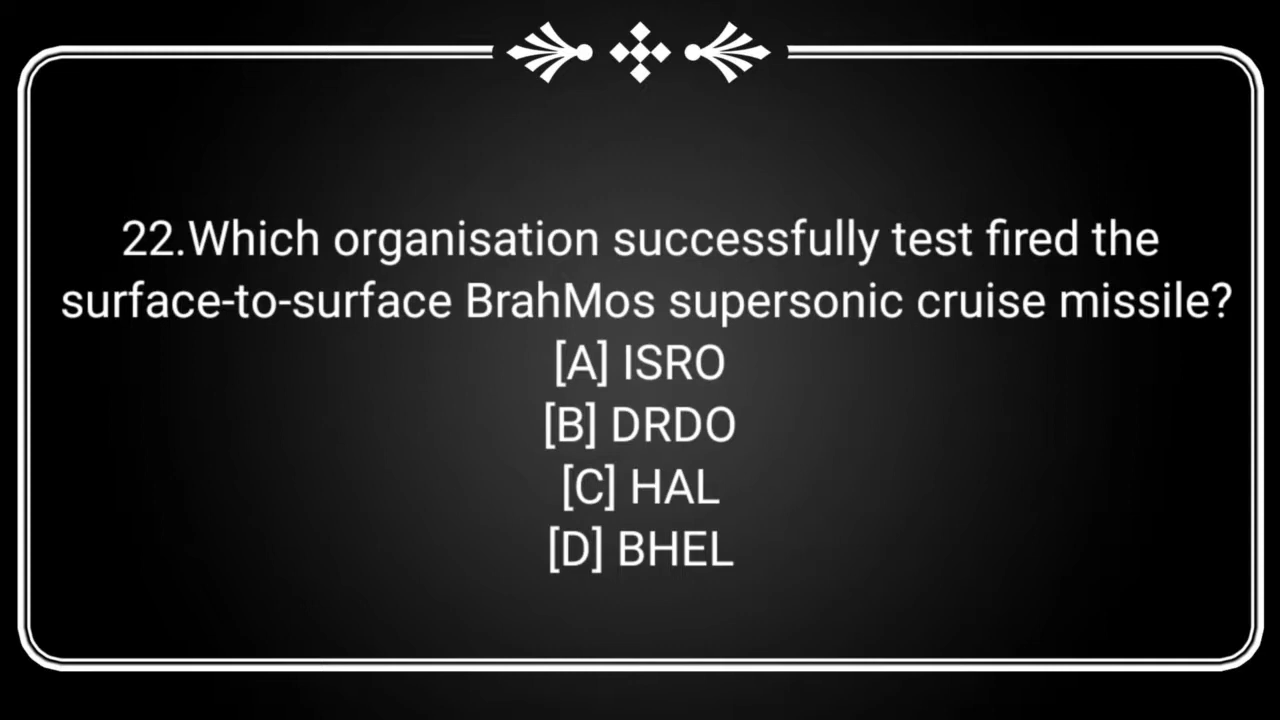 22.Which organisation successfully test fired the
surface-to-surface BrahMos supersonic cruise missile?
[A] ISRO
[B] DRDO
[C] HAL
[D] BHEL